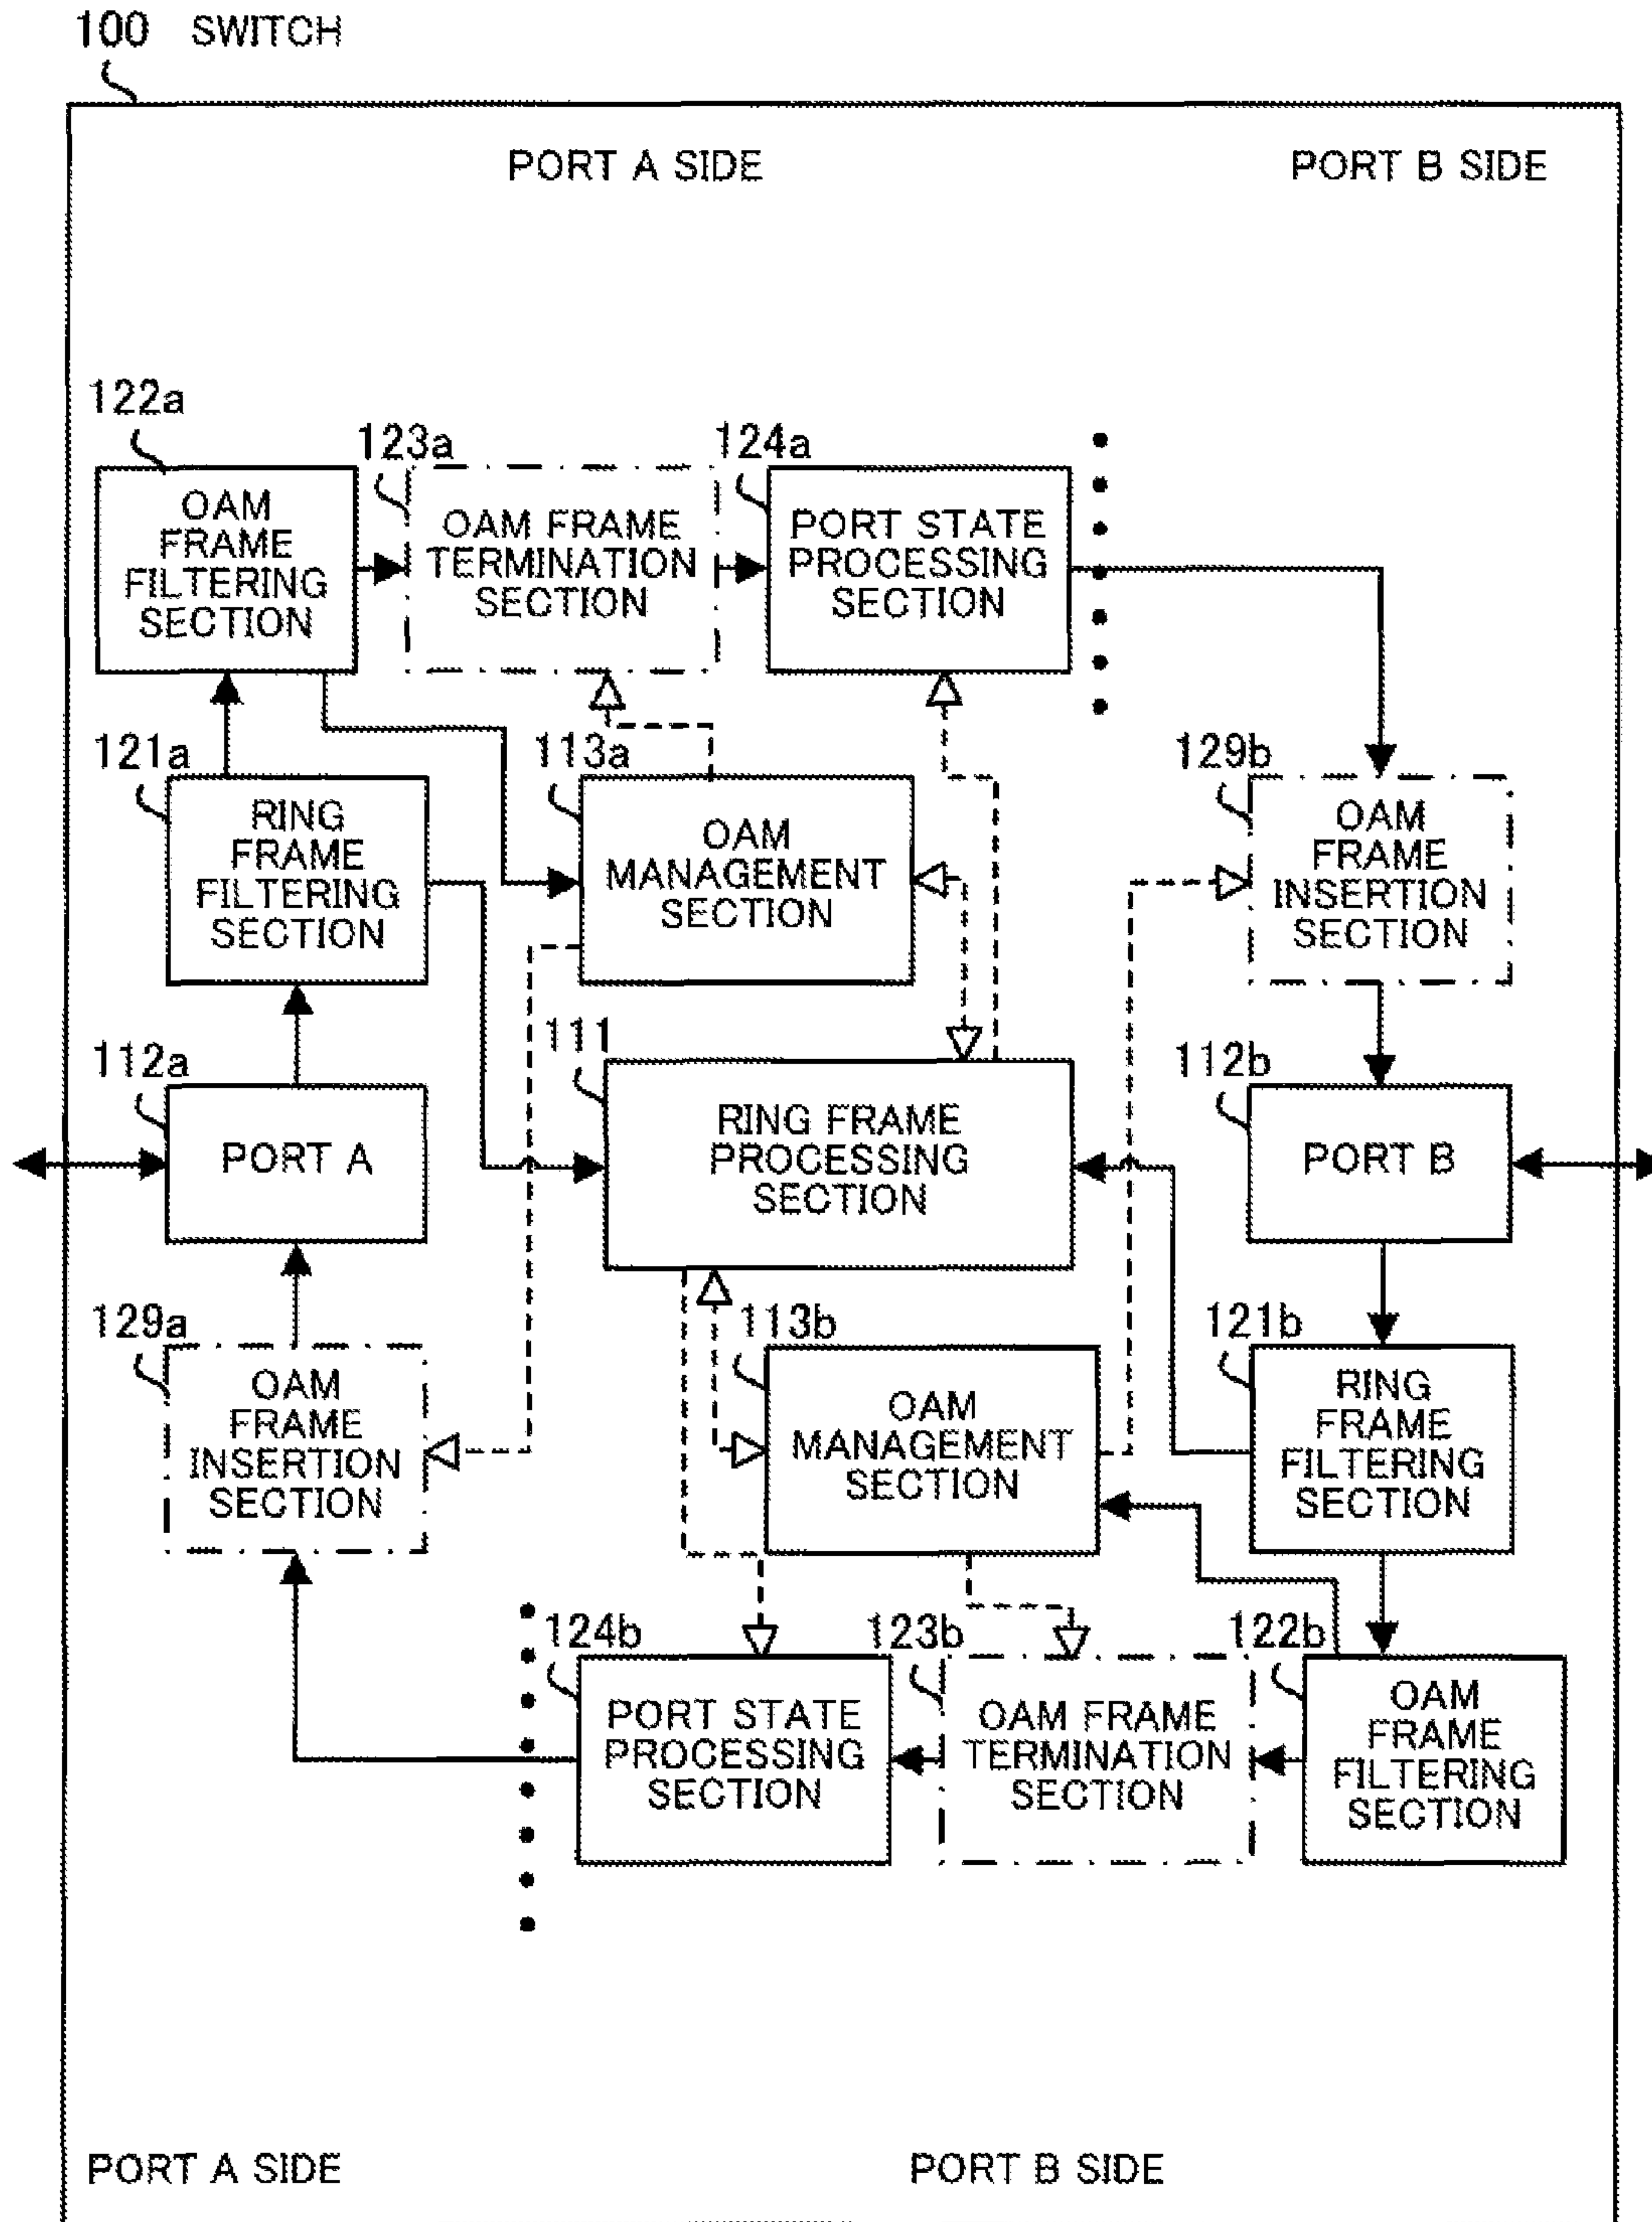 100 SWITCH
PORT A SIDE
PORT B SIDE
122a
OAM
FRAME
FILTERING
SECTION
123a
OAM FRAME
TERMINATION
SECTION
124a
PORT STATE
PROCESSING
SECTION
121a
RING
FRAME
FILTERING
SECTION
113a
OAM
MANAGEMENT
SECTION
129b
OAM
FRAME
INSERTION
SECTION
112a
PORT A
111
RING FRAME
PROCESSING
SECTION
112b
PORT B
129a
OAM
FRAME
INSERTION
SECTION
113b
OAM
MANAGEMENT
SECTION
121b
RING
FRAME
FILTERING
SECTION
124b
PORT STATE
PROCESSING
SECTION
123b
OAM FRAME
TERMINATION
SECTION
122b
OAM
FRAME
FILTERING
SECTION
PORT A SIDE
PORT B SIDE